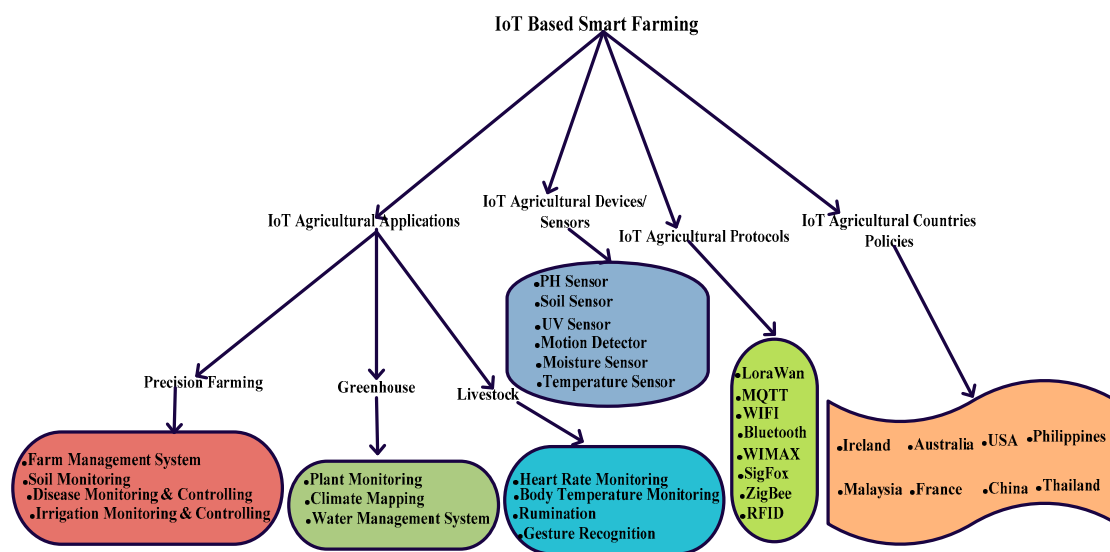 IoT Based Smart Farming
IoT Agricultural Applications
IoT Agricultural Devices/
Sensors
IoT Agricultural Protocols
IoT Agricultural Countries
Policies
Precision Farming
Greenhouse
Livestock
•Farm Management System
•Soil Monitoring
•Disease Monitoring & Controlling
•Irrigation Monitoring & Controlling
•Plant Monitoring
•Climate Mapping
•Water Management System
•Heart Rate Monitoring
•Body Temperature Monitoring
•Rumination
•Gesture Recognition
•PH Sensor
•Soil Sensor
•UV Sensor
•Motion Detector
•Moisture Sensor
•Temperature Sensor
•LoraWan
•MQTT
•WIFI
•Bluetooth
•WIMAX
•SigFox
•ZigBee
•RFID
•Ireland •Australia •USA •Philippines
•Malaysia •France •China •Thailand